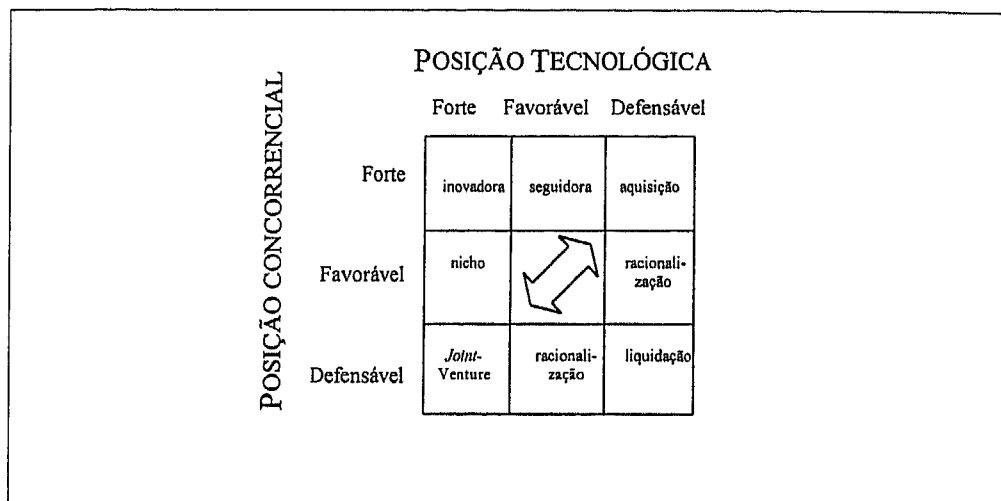 POSIÇÃO TECNOLÓGICA
Forte Favorável Defensável
POSIÇÃO CONCORRENCIAL
Forte
inovadora
seguidora
aquisição
Favorável
nicho
racionali-
zação
Defensável
Joint-
Venture
racionali-
zação
liquidação